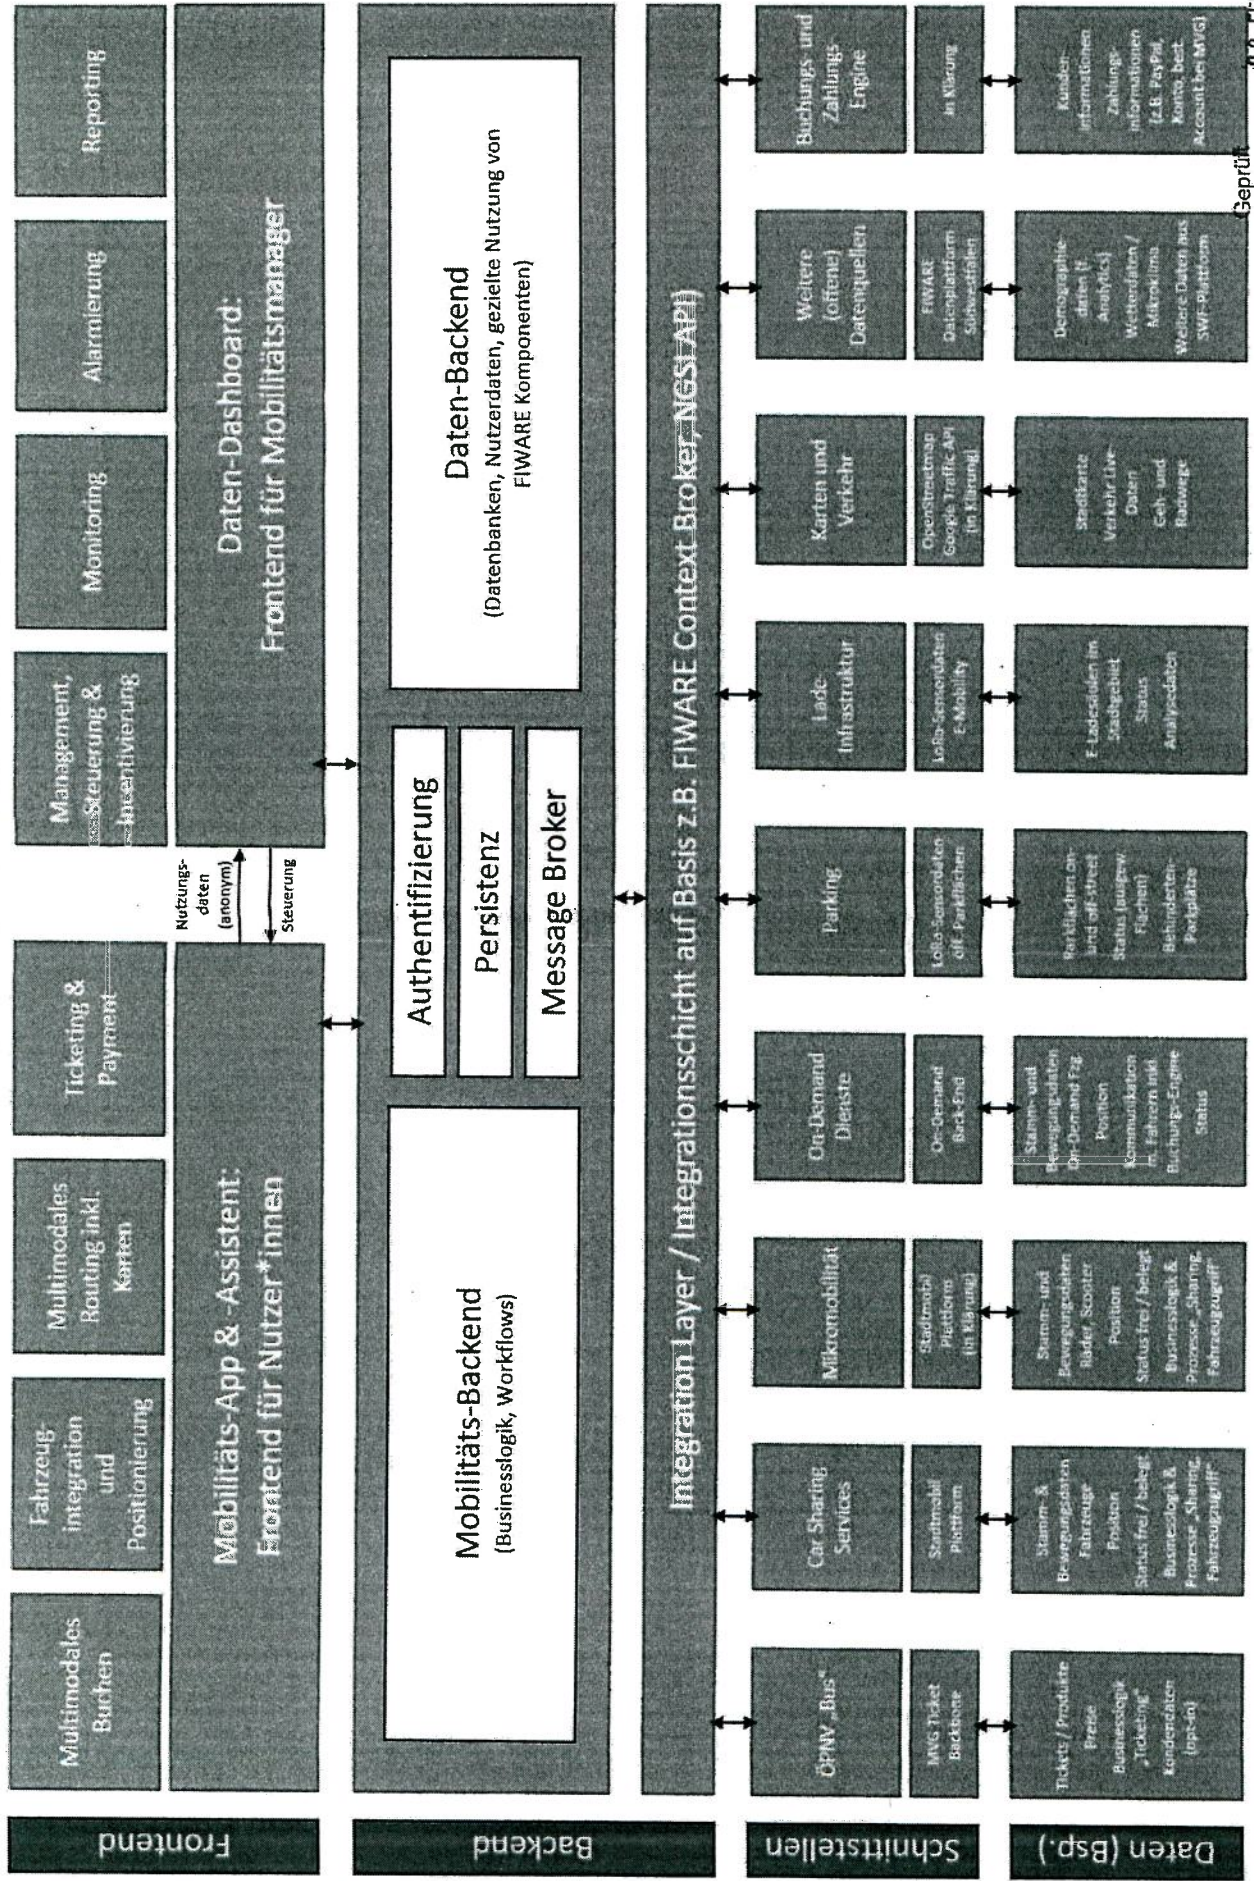 Frontend
Multimodales
Buchen
Fahrzeug-
integration
und
Positionierung
Multimodales
Routing inkl.
Karten
Ticketing &
Payment
Management,
Steuerung &
Incentivierung
Monitoring
Alarmierung
Reporting
Mobilitäts-App & -Assistent:
Frontend für Nutzer*innen
Nutzungs-
daten
(anonym)
Steuerung
Daten-Dashboard:
Frontend für Mobilitätsmanager
Backend
Mobilitäts-Backend
(Businesslogik, Workflows)
Authentifizierung
Persistenz
Message Broker
Daten-Backend
(Datenbanken, Nutzerdaten, gezielte Nutzung von
FIWARE Komponenten)
Integration Layer / Integrationsschicht auf Basis z.B. FIWARE Context Broker, NGSI API)
Schnittstellen
ÖPNV „Bus“
MVG Ticket
Backbone
Car Sharing
Services
Stadtmobil
Plattform
Mikromobilität
Stadtmobil
Plattform
(in Klärung)
On-Demand
Dienste
On-Demand
Back-End
Parking
LoRa-Sensordaten
öff. Parkflächen
Lade-
Infrastruktur
LoRa-Sensordaten
E-Mobility
Karten und
Verkehr
OpenStreetmap
Google Traffic-API
(in Klärung)
Weitere
(offene)
Datenquellen
FIWARE
Datenplattform
Südwestfalen
Buchungs- und
Zahlungs-
Engine
in Klärung
Daten (Bsp.)
Tickets / Produkte
Preise
Businesslogik
„Ticketing“
Kundendaten
(opt-in)
Stamm- &
Bewegungsdaten
Fahrzeuge
Position
Status frei / belegt
Businesslogik &
Prozesse „Sharing,
Fahrzeugzugriff“
Stamm- und
Bewegungsdaten
Räder, Scooter
Position
Status frei / belegt
Businesslogik &
Prozesse „Sharing,
Fahrzeugzugriff“
Stamm- und
Bewegungsdaten
On-Demand Fzg
Position
Kommunikation
m. Fahrern inkl
Buchungs-Engine
Status
Parkflächen on-
und off-street
Status (ausgew.
Flächen)
Behinderten-
Parkplätze
E-Ladesäulen im
Stadtgebiet
Status
Analysedaten
Stadtkarte
Verkehr (Live-
Daten)
Geh- und
Radwege
Demographie-
daten (f.
Analytics)
Wetterdaten /
Mikroklima
Weitere Daten aus
SWF-Plattform
Kunden-
informationen
Zahlungs-
informationen
(z.B. PayPal,
Konto best.
Account bei MVG)
Geprüft